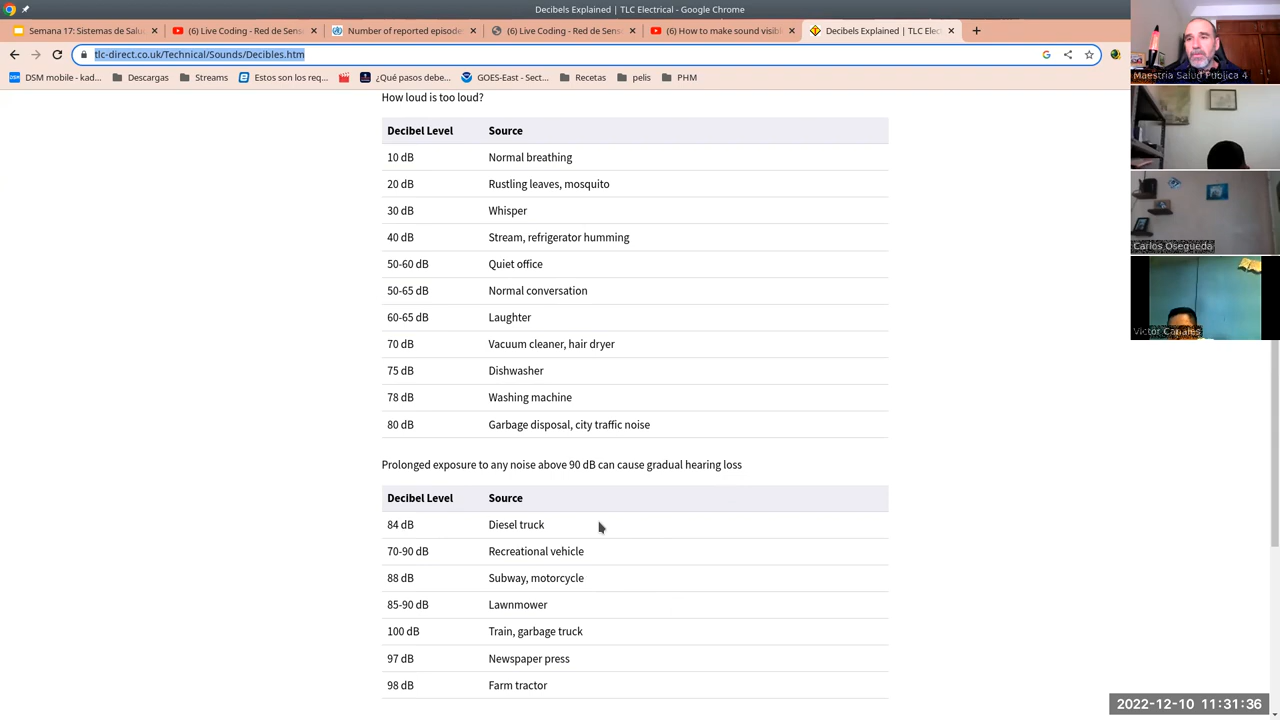 Decibels Explained | TLC Electrical - Google Chrome
Semana 17: Sistemas de Salu
(6) Live Coding - Red de Sens
Number of reported episode
(6) Live Coding - Red de Sens
(6) How to make sound visibl
Decibels Explained | TLC Elec
tlc-direct.co.uk/Technical/Sounds/Decibles.htm
DSM mobile - kad... Descargas Streams Estos son los req... ¿Qué pasos debe... GOES-East - Sect... Recetas pelis PHM
How loud is too loud?
Decibel Level Source
10 dB Normal breathing
20 dB Rustling leaves, mosquito
30 dB Whisper
40 dB Stream, refrigerator humming
50-60 dB Quiet office
50-65 dB Normal conversation
60-65 dB Laughter
70 dB Vacuum cleaner, hair dryer
75 dB Dishwasher
78 dB Washing machine
80 dB Garbage disposal, city traffic noise
Prolonged exposure to any noise above 90 dB can cause gradual hearing loss
Decibel Level Source
84 dB Diesel truck
70-90 dB Recreational vehicle
88 dB Subway, motorcycle
85-90 dB Lawnmower
100 dB Train, garbage truck
97 dB Newspaper press
98 dB Farm tractor
Maestria Salud Publica 4
Carlos Osegueda
Victor Canales
2022-12-10 11:31:36